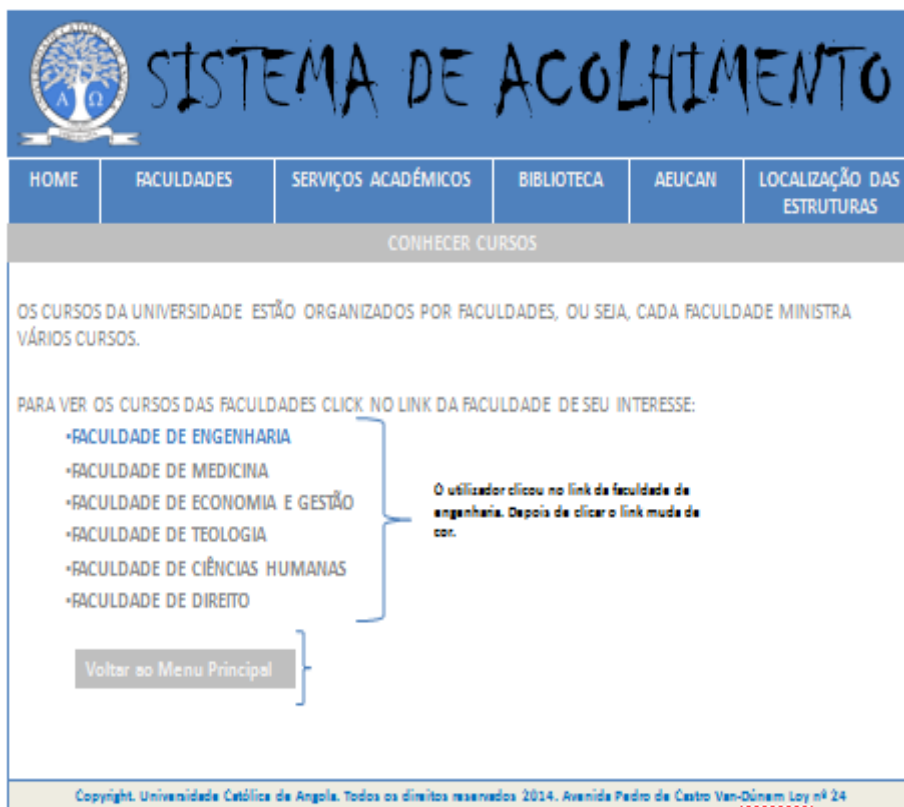 SISTEMA DE ACOLHIMENTO
Α Ω
HOME FACULDADES SERVIÇOS ACADÉMICOS BIBLIOTECA AEUCAN LOCALIZAÇÃO DAS
ESTRUTURAS
CONHECER CURSOS
OS CURSOS DA UNIVERSIDADE ESTÃO ORGANIZADOS POR FACULDADES, OU SEJA, CADA FACULDADE MINISTRA
VÁRIOS CURSOS.
PARA VER OS CURSOS DAS FACULDADES CLICK NO LINK DA FACULDADE DE SEU INTERESSE:
•FACULDADE DE ENGENHARIA
•FACULDADE DE MEDICINA
•FACULDADE DE ECONOMIA E GESTÃO
•FACULDADE DE TEOLOGIA
•FACULDADE DE CIÊNCIAS HUMANAS
•FACULDADE DE DIREITO
O utilizador clicou no link da faculdade de
engenharia. Depois de clicar o link muda de
cor.
Voltar ao Menu Principal
Copyright. Universidade Católica de Angola. Todos os direitos reservados 2014. Avenida Pedro de Castro Van-Dúnem Loy nº 24